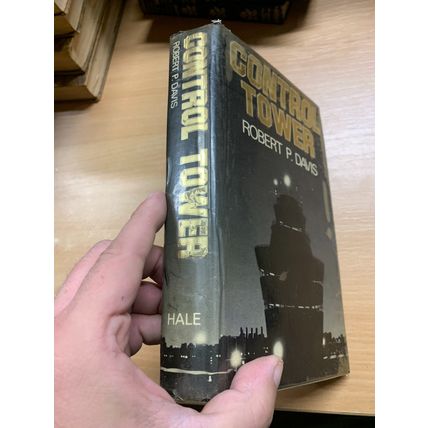 ROBERT P. DAVIS
CONTROL TOWER
HALE
CONTROL
TOWER
ROBERT P. DAVIS